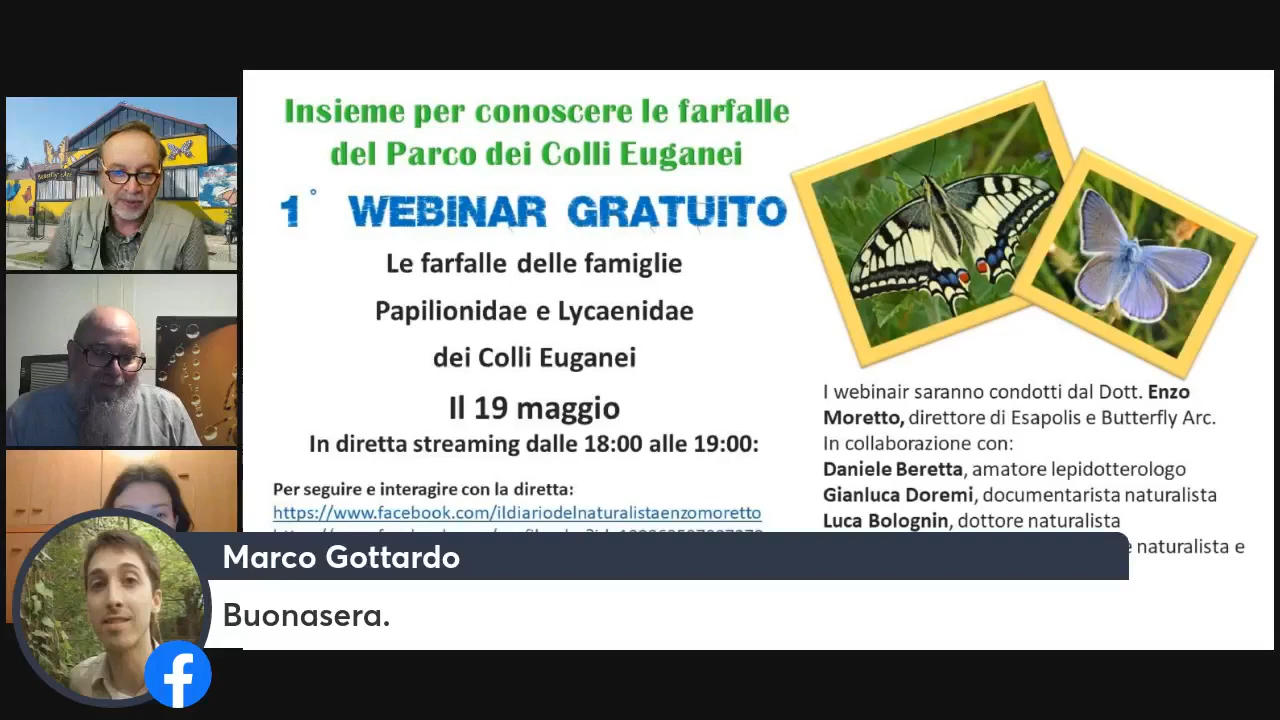 Insieme per conoscere le farfalle
del Parco dei Colli Euganei
1° WEBINAR GRATUITO
Le farfalle delle famiglie
Papilionidae e Lycaenidae
dei Colli Euganei
Il 19 maggio
In diretta streaming dalle 18:00 alle 19:00:
Per seguire e interagire con la diretta:
https://www.facebook.com/ildiariodelnaturalistaenzomoretto
I webinair saranno condotti dal Dott. Enzo
Moretto, direttore di Esapolis e Butterfly Arc.
In collaborazione con:
Daniele Beretta, amatore lepidotterologo
Gianluca Doremi, documentarista naturalista
Luca Bolognin, dottore naturalista
e naturalista e
Butterfly Arc
Marco Gottardo
Buonasera.